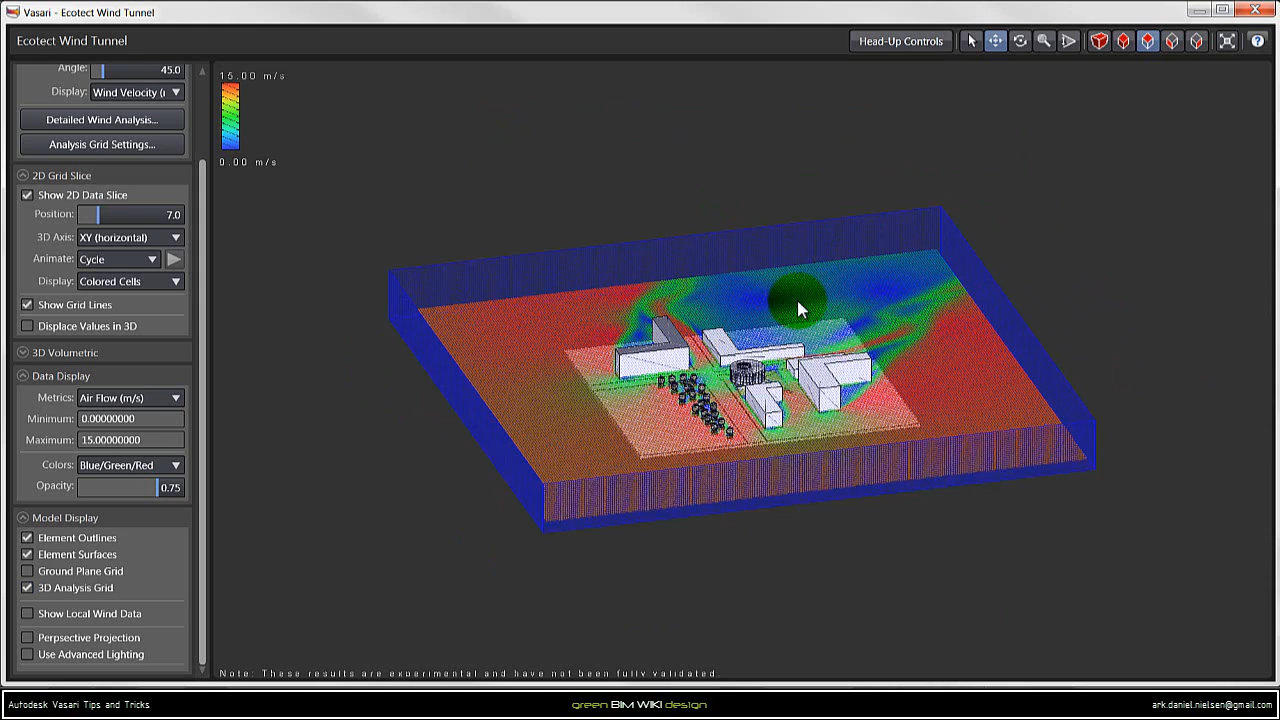 Vasari - Ecotect Wind Tunnel
Ecotect Wind Tunnel
Head-Up Controls
Angle: 45.0
Display: Wind Velocity (
Detailed Wind Analysis...
Analysis Grid Settings...
2D Grid Slice
Show 2D Data Slice
Position: 7.0
3D Axis: XY (horizontal)
Animate: Cycle
Display: Colored Cells
Show Grid Lines
Displace Values in 3D
3D Volumetric
Data Display
Metrics: Air Flow (m/s)
Minimum: 0.00000000
Maximum: 15.00000000
Colors: Blue/Green/Red
Opacity: 0.75
Model Display
Element Outlines
Element Surfaces
Ground Plane Grid
3D Analysis Grid
Show Local Wind Data
Perpsective Projection
Use Advanced Lighting
15.00 m/s
0.00 m/s
Note: These results are experimental and have not been fully validated.
Autodesk Vasari Tips and Tricks
green BIM WIKI design
ark.daniel.nielsen@gmail.com